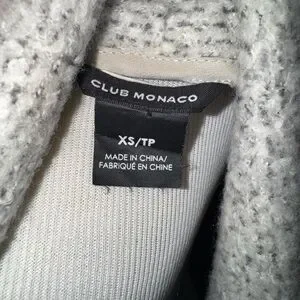 CLUB MONACO
XS/TP
MADE IN CHINA/
FABRIQUÉ EN CHINE